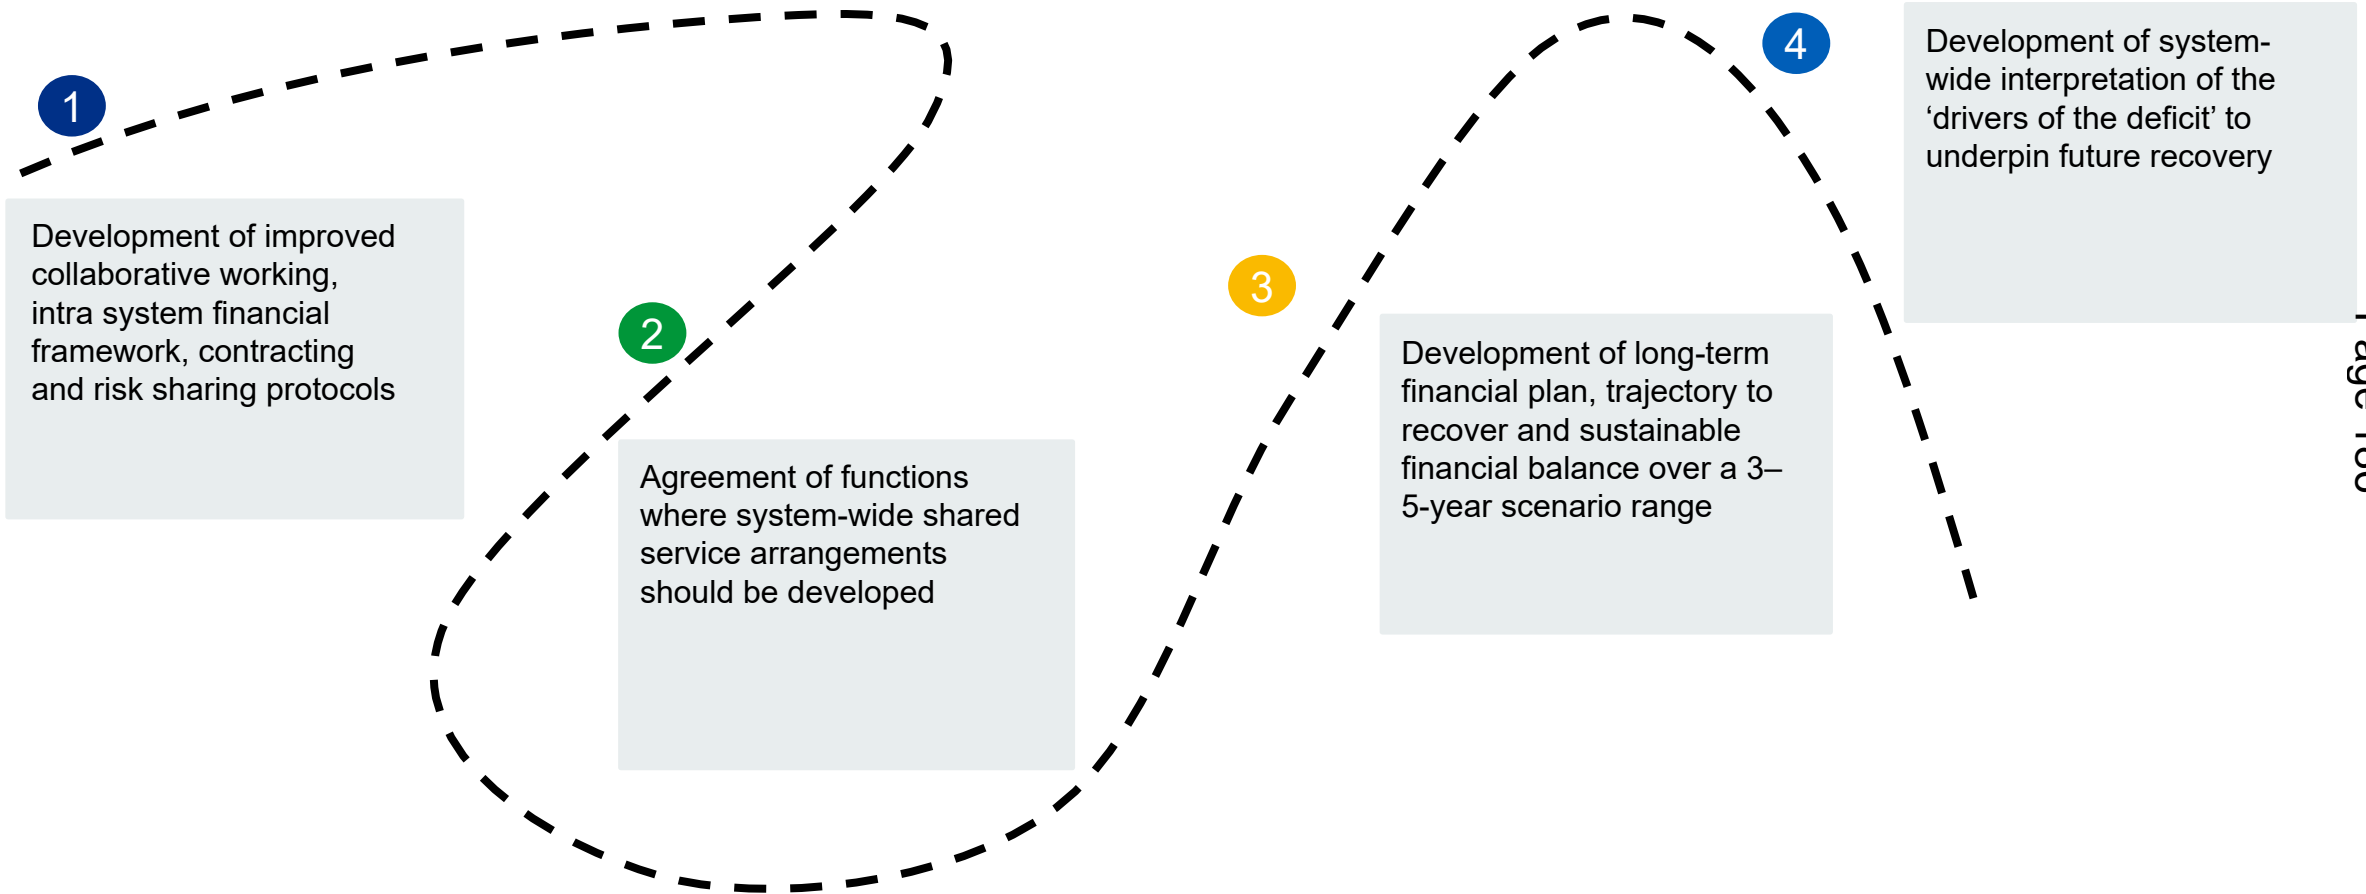 1
Development of improved
collaborative working,
intra system financial
framework, contracting
and risk sharing protocols
2
Agreement of functions
where system-wide shared
service arrangements
should be developed
3
Development of long-term
financial plan, trajectory to
recover and sustainable
financial balance over a 3–
5-year scenario range
4
Development of system-
wide interpretation of the
‘drivers of the deficit’ to
underpin future recovery